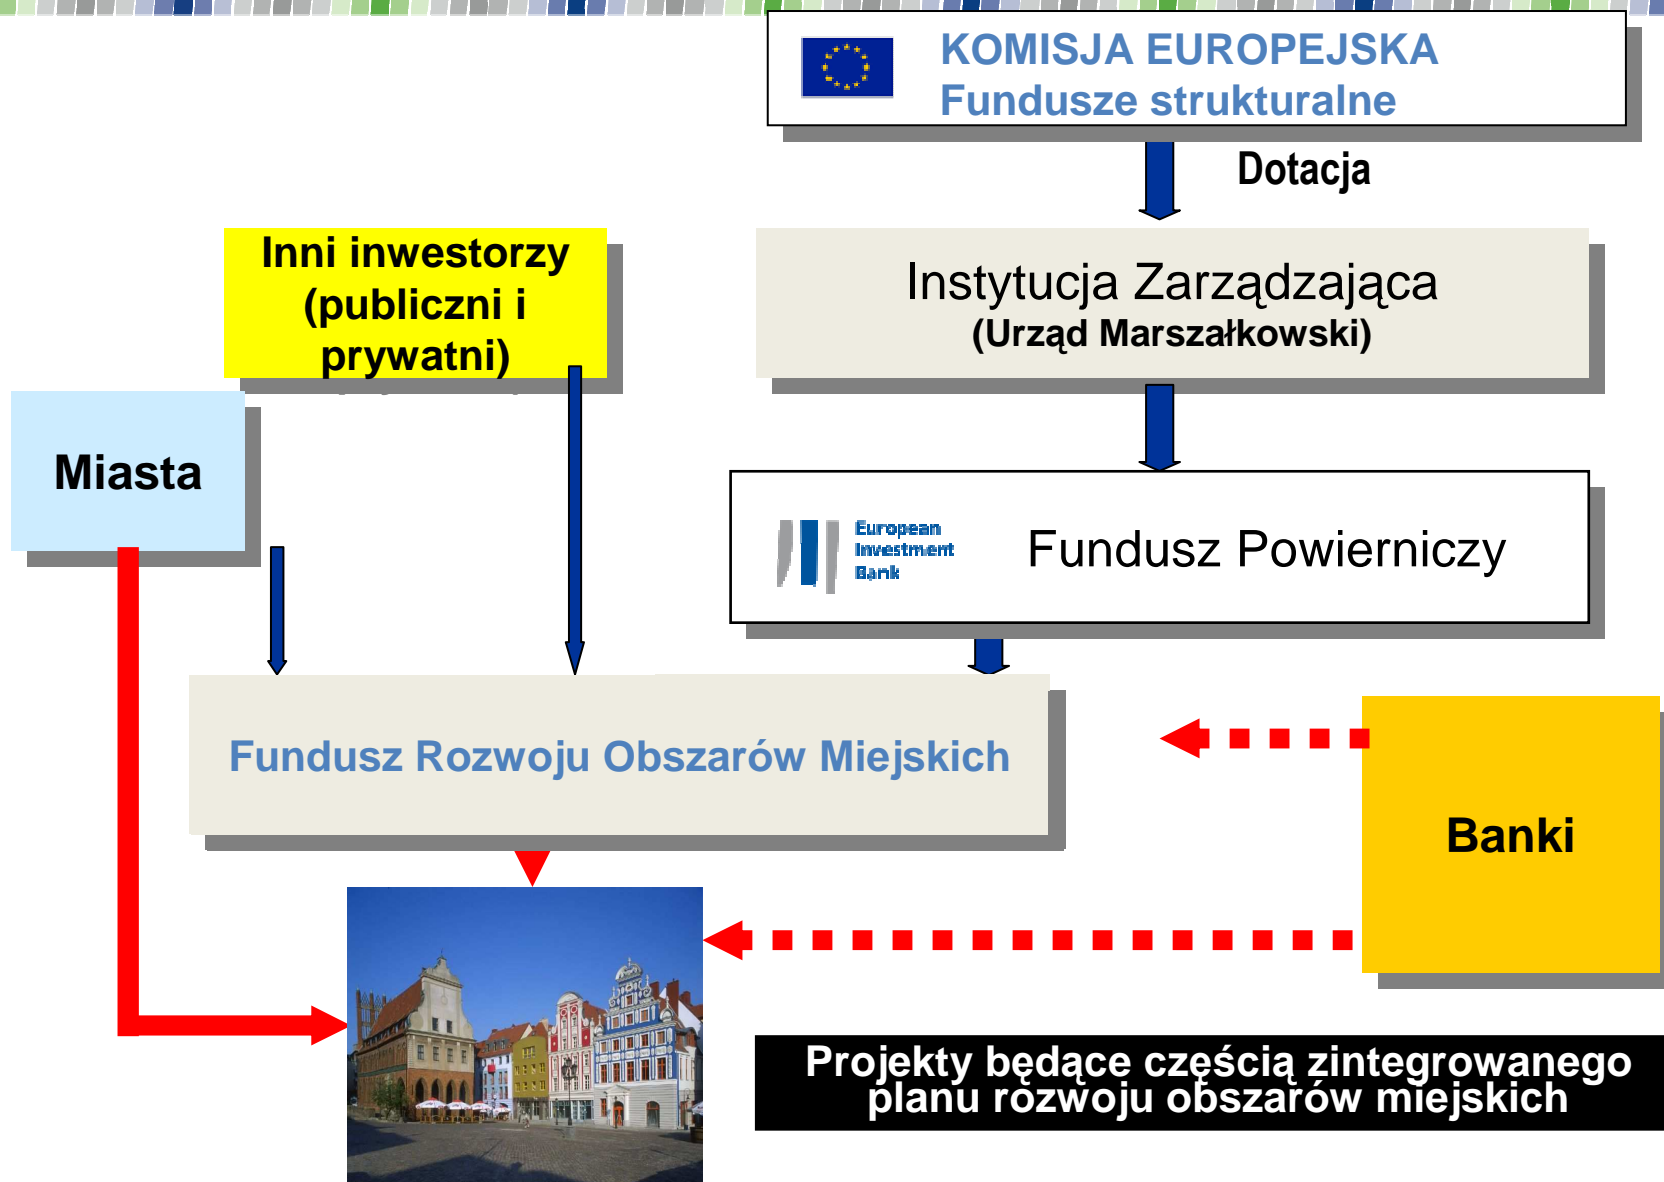 KOMISJA EUROPEJSKA
Fundusze strukturalne
Dotacja
Inni inwestorzy
(publiczni i
prywatni)
Instytucja Zarządzająca
(Urząd Marszałkowski)
Miasta
European
Investment
Bank
Fundusz Powierniczy
Fundusz Rozwoju Obszarów Miejskich
Banki
Projekty będące częścią zintegrowanego
planu rozwoju obszarów miejskich